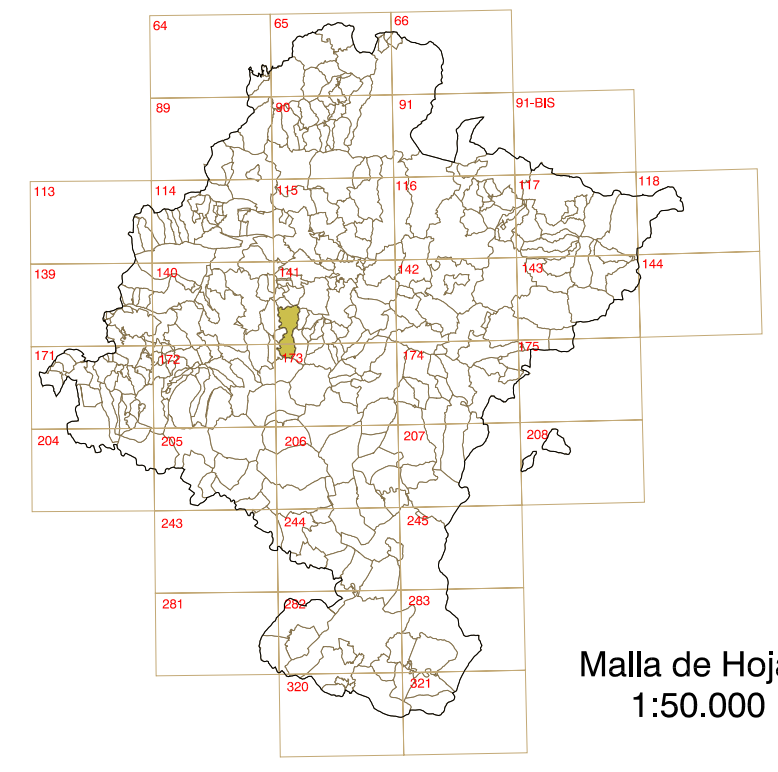 64 65 66
89 90 91 91-BIS
113 114 115 116 117 118
139 140 141 142 143 144
171 172 173 174 175
204 205 206 207 208
243 244 245
281 282 283
320 321
Malla de Hoja
1:50.000